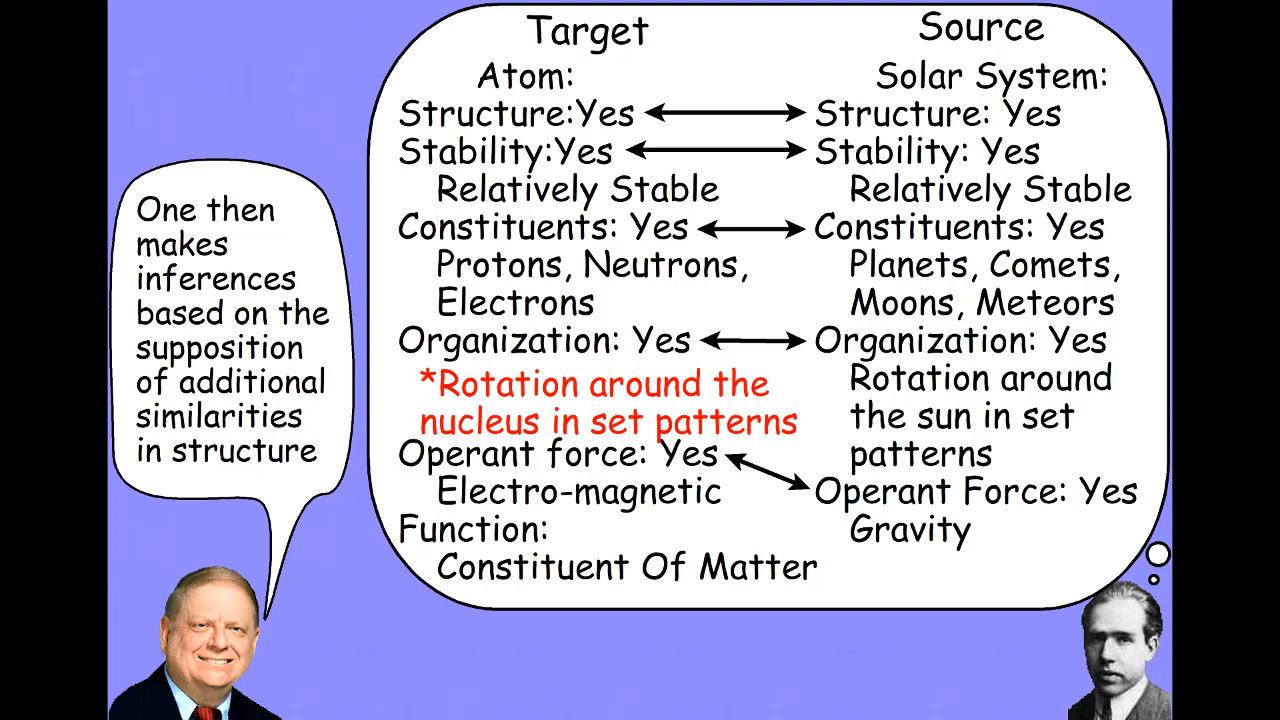 One then
makes
inferences
based on the
supposition
of additional
similarities
in structure
Target
Atom:
Structure:Yes
Stability:Yes
Relatively Stable
Constituents: Yes
Protons, Neutrons,
Electrons
Organization: Yes
*Rotation around the
nucleus in set patterns
Operant force: Yes
Electro-magnetic
Function:
Constituent Of Matter
Source
Solar System:
Structure: Yes
Stability: Yes
Relatively Stable
Constituents: Yes
Planets, Comets,
Moons, Meteors
Organization: Yes
Rotation around
the sun in set
patterns
Operant Force: Yes
Gravity